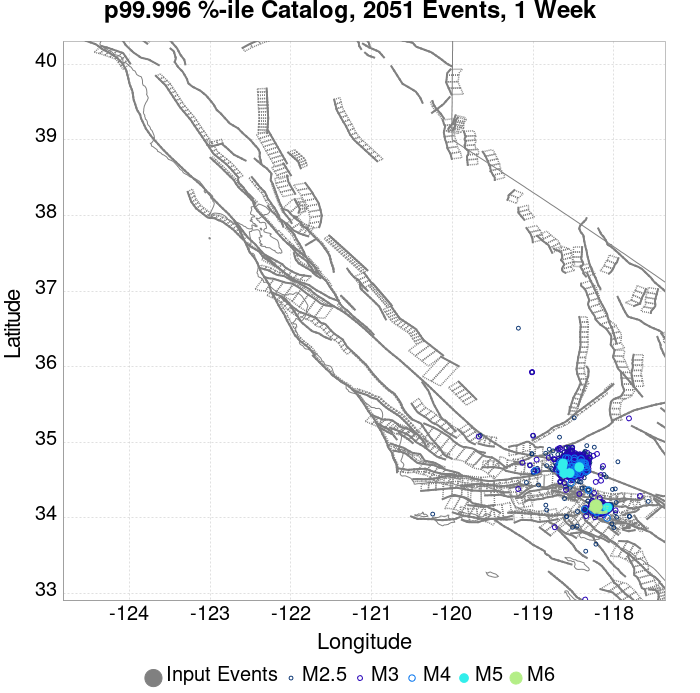 p99.996 %-ile Catalog, 2051 Events, 1 Week
40
39
38
37
36
35
34
33
Latitude
-124 -123 -122 -121 -120 -119 -118
Longitude
Input Events M2.5 M3 M4 M5 M6